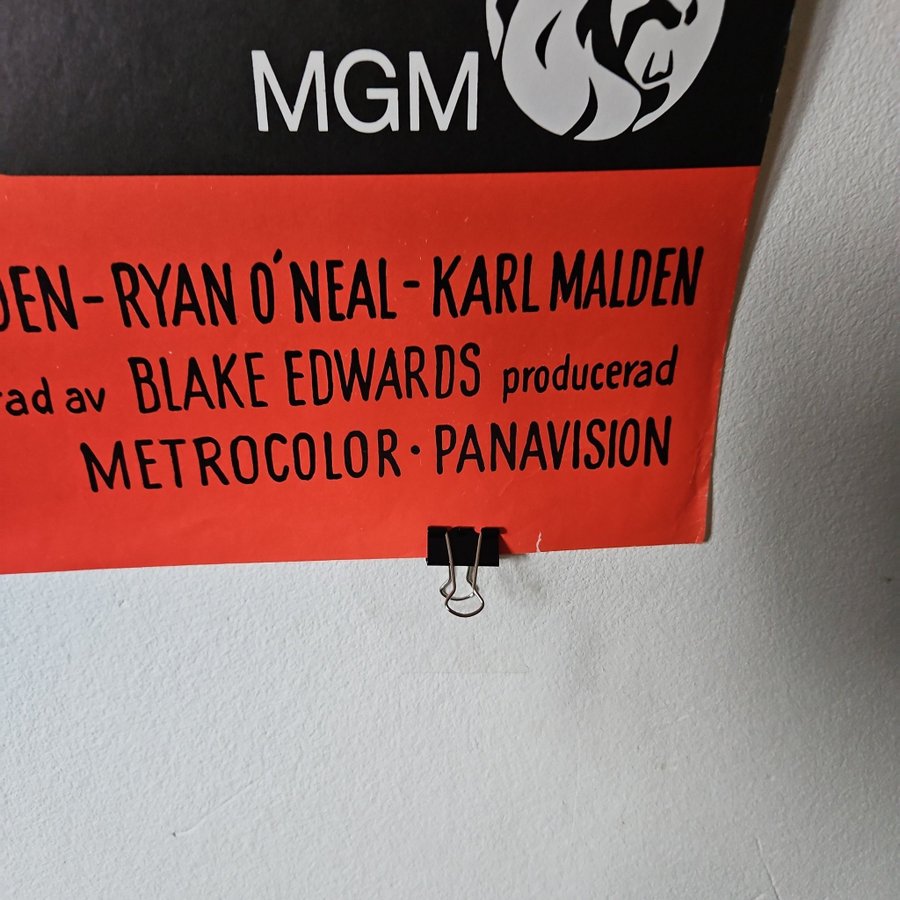 MGM
DEN-RYAN O'NEAL-KARL MALDEN
rad av BLAKE EDWARDS producerad
METROCOLOR · PANAVISION